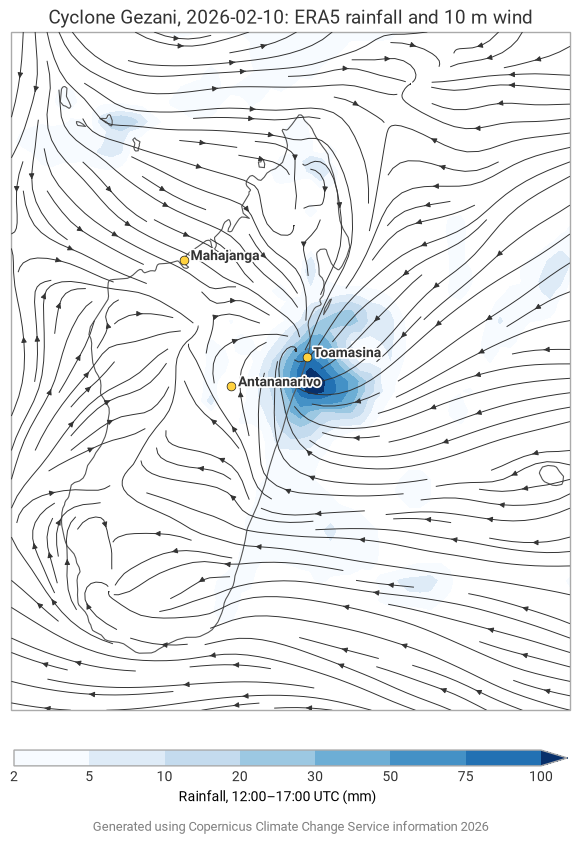 Cyclone Gezani, 2026-02-10: ERA5 rainfall and 10 m wind
Mahajanga
Toamasina
Antananarivo
2 5 10 20 30 50 75 100
Rainfall, 12:00–17:00 UTC (mm)
Generated using Copernicus Climate Change Service information 2026